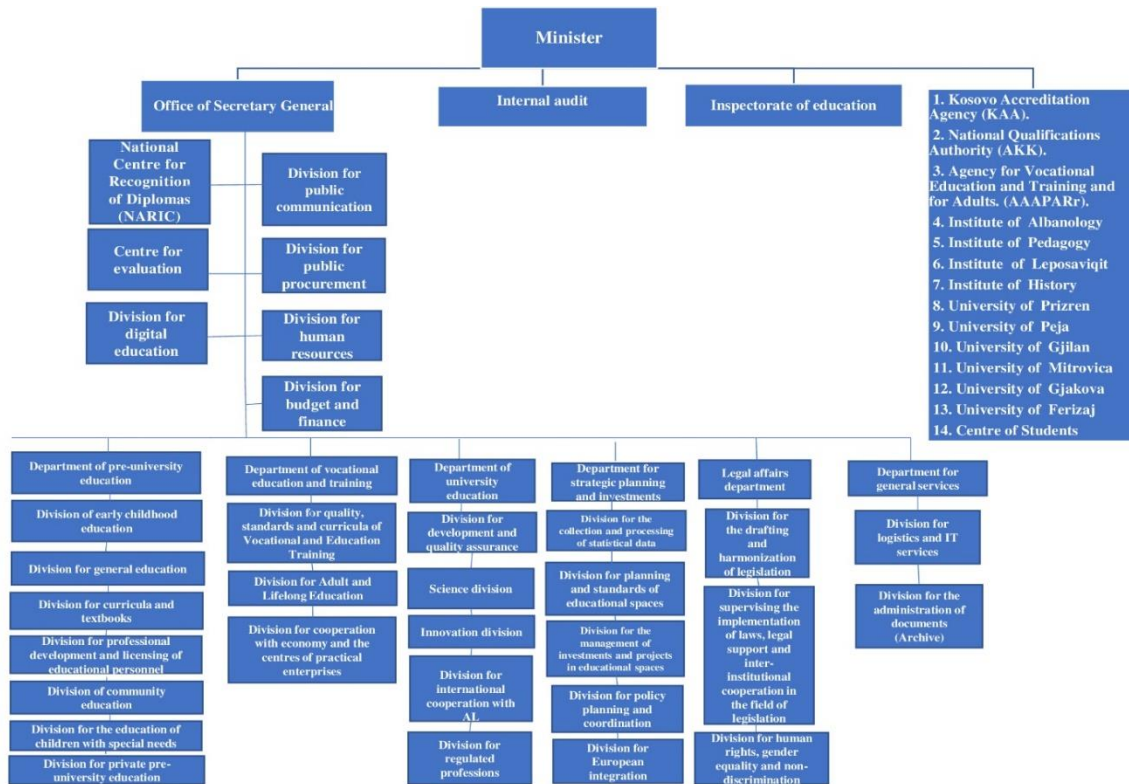 Minister
Office of Secretary General
Internal audit
Inspectorate of education
1. Kosovo Accreditation
Agency (KAA).
2. National Qualifications
Authority (AKK).
3. Agency for Vocational
Education and Training and
for Adults. (AAAPARr).
4. Institute of Albanology
5. Institute of Pedagogy
6. Institute of Leposaviqit
7. Institute of History
8. University of Prizren
9. University of Peja
10. University of Gjilan
11. University of Mitrovica
12. University of Gjakova
13. University of Ferizaj
14. Centre of Students
National
Centre for
Recognition
of Diplomas
(NARIC)
Division for
public
communication
Centre for
evaluation
Division for
public
procurement
Division for
digital
education
Division for
human
resources
Division for
budget and
finance
Department of pre-university
education
Division of early childhood
education
Division for general education
Division for curricula and
textbooks
Division for professional
development and licensing of
educational personnel
Division of community
education
Division for the education of
children with special needs
Division for private pre-
university education
Department of vocational
education and training
Division for quality,
standards and curricula of
Vocational and Education
Training
Division for Adult and
Lifelong Education
Division for cooperation
with economy and the
centres of practical
enterprises
Department of
university
education
Division for
development and
quality assurance
Science division
Innovation division
Division for
international
cooperation with
AL
Division for
regulated
professions
Department for
strategic planning
and investments
Division for the
collection and processing
of statistical data
Division for planning
and standards of
educational spaces
Division for the
management of
investments and projects
in educational spaces
Division for policy
planning and
coordination
Division for
European
integration
Legal affairs
department
Division for
the drafting
and
harmonization
of legislation
Division for
supervising the
implementation
of laws, legal
support and
inter-
institutional
cooperation in
the field of
legislation
Division for human
rights, gender
equality and non-
discrimination
Department for
general services
Division for
logistics and IT
services
Division for the
administration of
documents
(Archive)